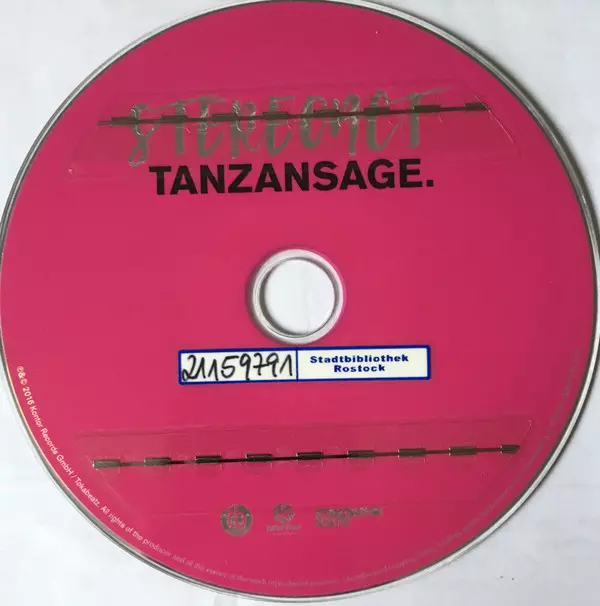 STEREOACT
TANZANSAGE.
21159791
Stadtbibliothek
Rostock
℗&© 2016 Kontor Records GmbH / Tokabeatz. All rights of the producer and of the owner of the work reproduced reserved.